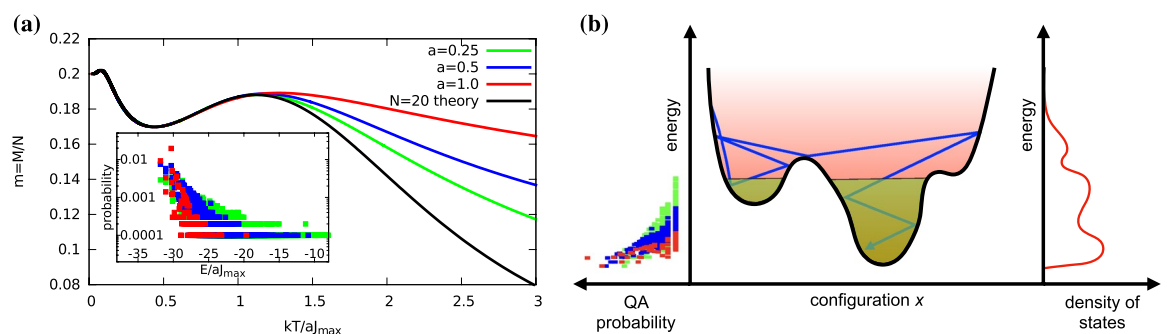 (a)
0.22
0.2
0.18
0.16
0.14
0.12
0.1
0.08
m=M/N
a=0.25
a=0.5
a=1.0
N=20 theory
probability
0.01
0.001
0.0001
-35 -30 -25 -20 -15 -10
E/aJmax
0 0.5 1 1.5 2 2.5 3
kT/aJmax
(b)
energy
energy
QA
probability
configuration x
density of
states